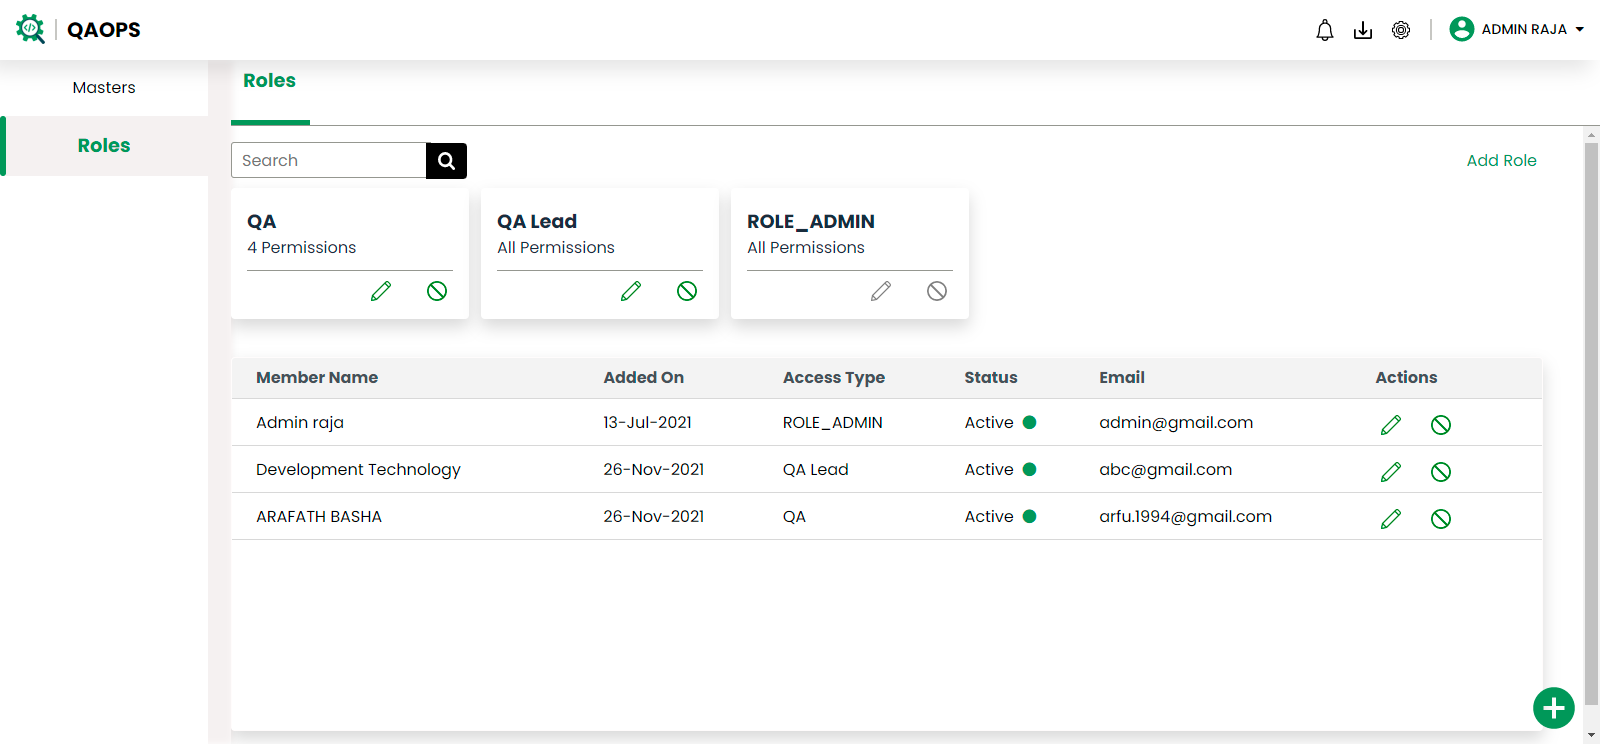 QAOPS
ADMIN RAJA
Masters
Roles
Roles
Search
Add Role
QA
4 Permissions
QA Lead
All Permissions
ROLE_ADMIN
All Permissions
Member Name Added On Access Type Status Email Actions
Admin raja 13-Jul-2021 ROLE_ADMIN Active admin@gmail.com
Development Technology 26-Nov-2021 QA Lead Active abc@gmail.com
ARAFATH BASHA 26-Nov-2021 QA Active arfu.1994@gmail.com